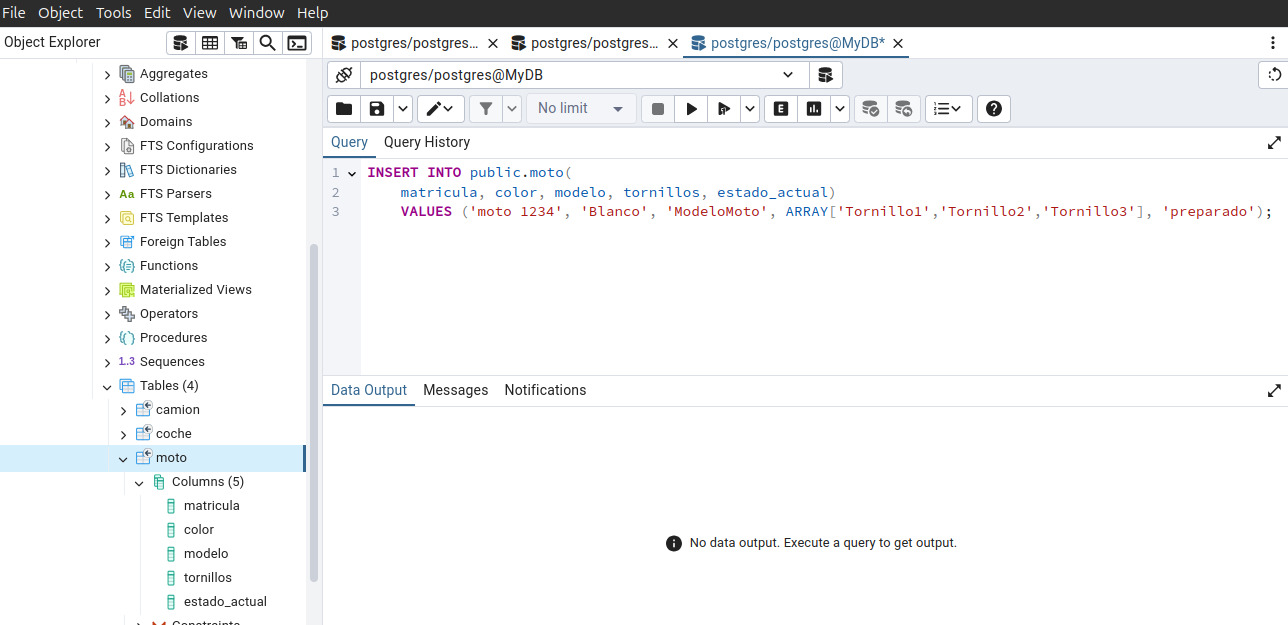 File Object Tools Edit View Window Help
Object Explorer
postgres/postgres...
postgres/postgres...
postgres/postgres@MyDB*
postgres/postgres@MyDB
No limit
E
Query Query History
1 INSERT INTO public.moto(
2 matricula, color, modelo, tornillos, estado_actual)
3 VALUES ('moto 1234', 'Blanco', 'ModeloMoto', ARRAY['Tornillo1','Tornillo2','Tornillo3'], 'preparado');
Data Output Messages Notifications
No data output. Execute a query to get output.
Aggregates
Collations
Domains
FTS Configurations
FTS Dictionaries
Aa FTS Parsers
FTS Templates
Foreign Tables
Functions
Materialized Views
Operators
Procedures
1.3 Sequences
Tables (4)
camion
coche
moto
Columns (5)
matricula
color
modelo
tornillos
estado_actual
Constraints